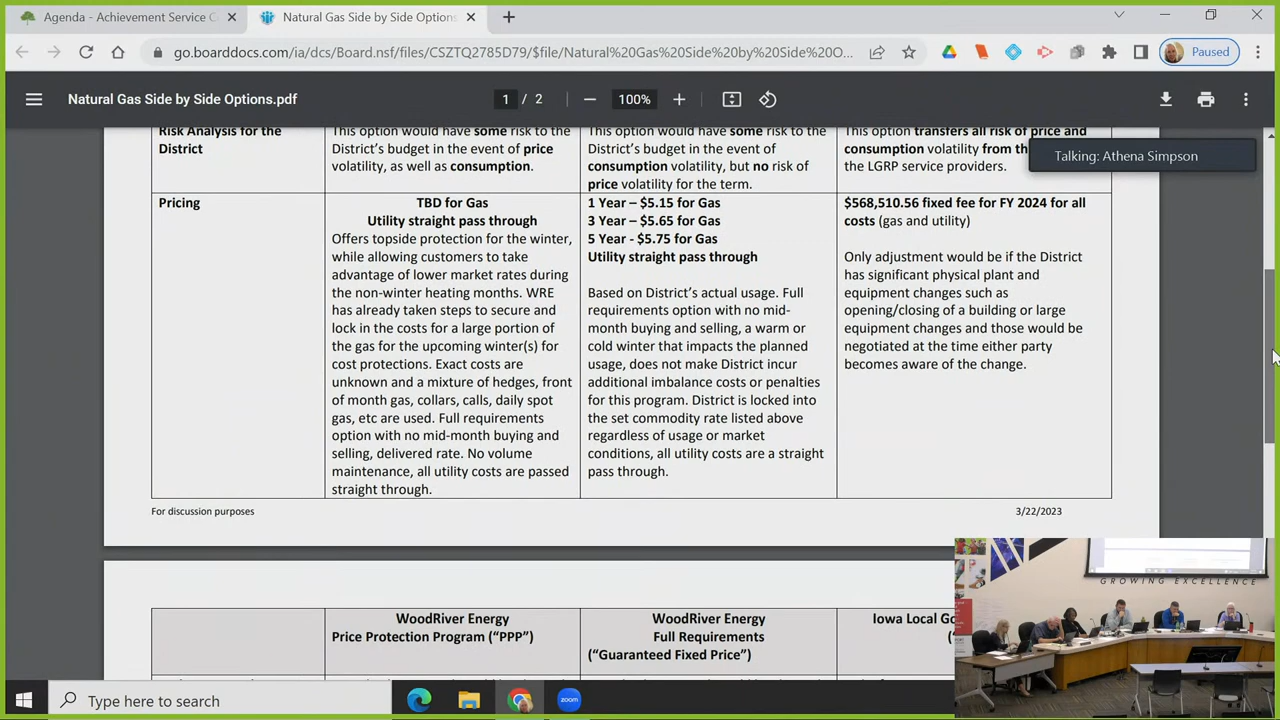 Agenda - Achievement Service C
Natural Gas Side by Side Options
go.boarddocs.com/ia/dcs/Board.nsf/files/CSZTO2785D79/$file/Natural%20Gas%20Side%20by%20Side%20O...
Paused
Natural Gas Side by Side Options.pdf
1 / 2
100%
Talking: Athena Simpson
Risk Analysis for the
District
This option would have some risk to the
District's budget in the event of price
volatility, as well as consumption.
This option would have some risk to the
District's budget in the event of
consumption volatility, but no risk of
price volatility for the term.
This option transfers all risk of price and
consumption volatility from th
the LGRP service providers.
Pricing
TBD for Gas
Utility straight pass through
Offers topside protection for the winter,
while allowing customers to take
advantage of lower market rates during
the non-winter heating months. WRE
has already taken steps to secure and
lock in the costs for a large portion of
the gas for the upcoming winter(s) for
cost protections. Exact costs are
unknown and a mixture of hedges, front
of month gas, collars, calls, daily spot
gas, etc are used. Full requirements
option with no mid-month buying and
selling, delivered rate. No volume
maintenance, all utility costs are passed
straight through.
1 Year – $5.15 for Gas
3 Year – $5.65 for Gas
5 Year - $5.75 for Gas
Utility straight pass through
Based on District's actual usage. Full
requirements option with no mid-
month buying and selling, a warm or
cold winter that impacts the planned
usage, does not make District incur
additional imbalance costs or penalties
for this program. District is locked into
the set commodity rate listed above
regardless of usage or market
conditions, all utility costs are a straight
pass through.
$568,510.56 fixed fee for FY 2024 for all
costs (gas and utility)
Only adjustment would be if the District
has significant physical plant and
equipment changes such as
opening/closing of a building or large
equipment changes and those would be
negotiated at the time either party
becomes aware of the change.
For discussion purposes
3/22/2023
WoodRiver Energy
Price Protection Program ("PPP")
WoodRiver Energy
Full Requirements
("Guaranteed Fixed Price")
Iowa Local Go
GROWING EXCELLENCE
Type here to search
zoom